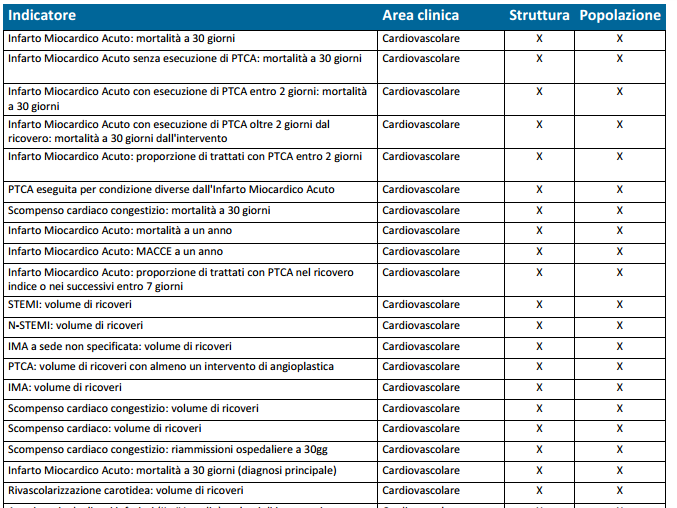 Indicatore Area clinica Struttura Popolazione
Infarto Miocardico Acuto: mortalità a 30 giorni Cardiovascolare X X
Infarto Miocardico Acuto senza esecuzione di PTCA: mortalità a 30 giorni Cardiovascolare X X
Infarto Miocardico Acuto con esecuzione di PTCA entro 2 giorni: mortalità Cardiovascolare X X
a 30 giorni
Infarto Miocardico Acuto con esecuzione di PTCA oltre 2 giorni dal Cardiovascolare X X
ricovero: mortalità a 30 giorni dall'intervento
Infarto Miocardico Acuto: proporzione di trattati con PTCA entro 2 giorni Cardiovascolare X X
PTCA eseguita per condizione diverse dall'Infarto Miocardico Acuto Cardiovascolare X X
Scompenso cardiaco congestizio: mortalità a 30 giorni Cardiovascolare X X
Infarto Miocardico Acuto: mortalità a un anno Cardiovascolare X X
Infarto Miocardico Acuto: MACCE a un anno Cardiovascolare X X
Infarto Miocardico Acuto: proporzione di trattati con PTCA nel ricovero Cardiovascolare X X
indice o nei successivi entro 7 giorni
STEMI: volume di ricoveri Cardiovascolare X X
N-STEMI: volume di ricoveri Cardiovascolare X X
IMA a sede non specificata: volume di ricoveri Cardiovascolare X X
PTCA: volume di ricoveri con almeno un intervento di angioplastica Cardiovascolare X X
IMA: volume di ricoveri Cardiovascolare X X
Scompenso cardiaco congestizio: volume di ricoveri Cardiovascolare X X
Scompenso cardiaco: volume di ricoveri Cardiovascolare X X
Scompenso cardiaco congestizio: riammissioni ospedaliere a 30gg Cardiovascolare X X
Infarto Miocardico Acuto: mortalità a 30 giorni (diagnosi principale) Cardiovascolare X X
Rivascolarizzazione carotidea: volume di ricoveri Cardiovascolare X X